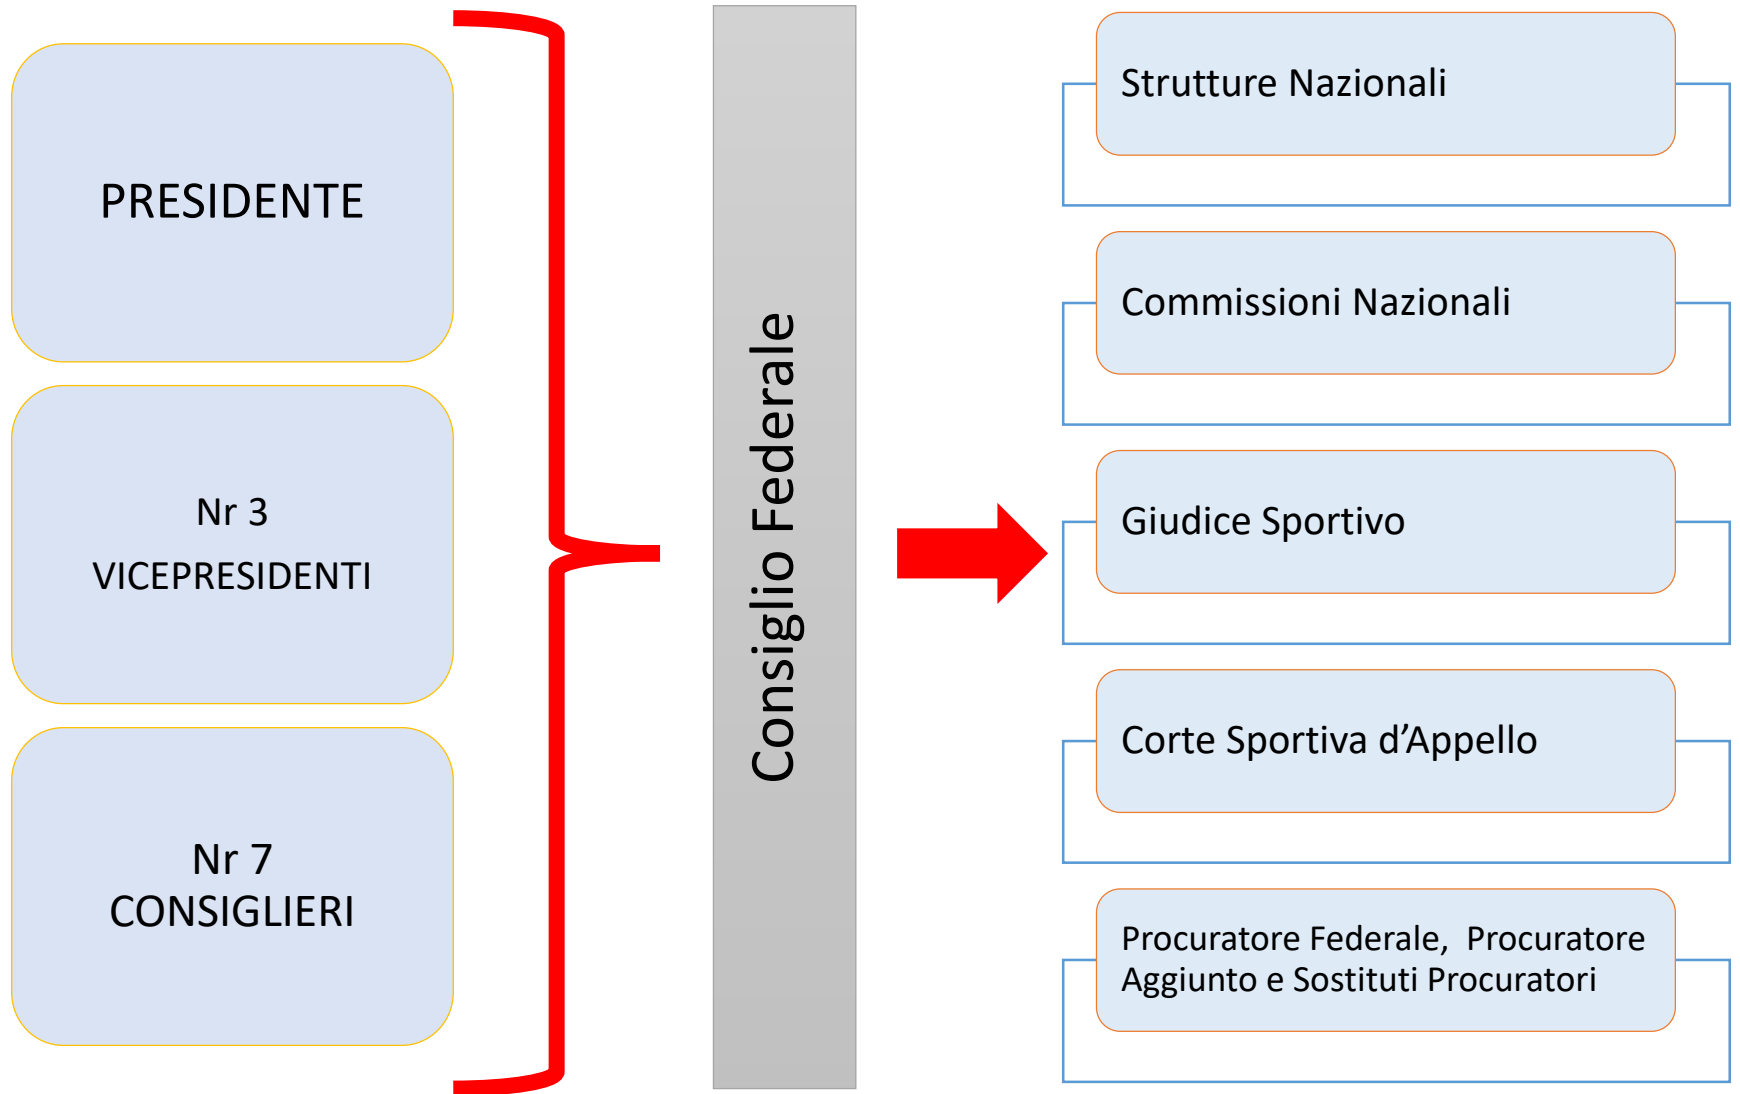 PRESIDENTE
Nr 3
VICEPRESIDENTI
Nr 7
CONSIGLIERI
Consiglio Federale
Strutture Nazionali
Commissioni Nazionali
Giudice Sportivo
Corte Sportiva d’Appello
Procuratore Federale,  Procuratore
Aggiunto e Sostituti Procuratori